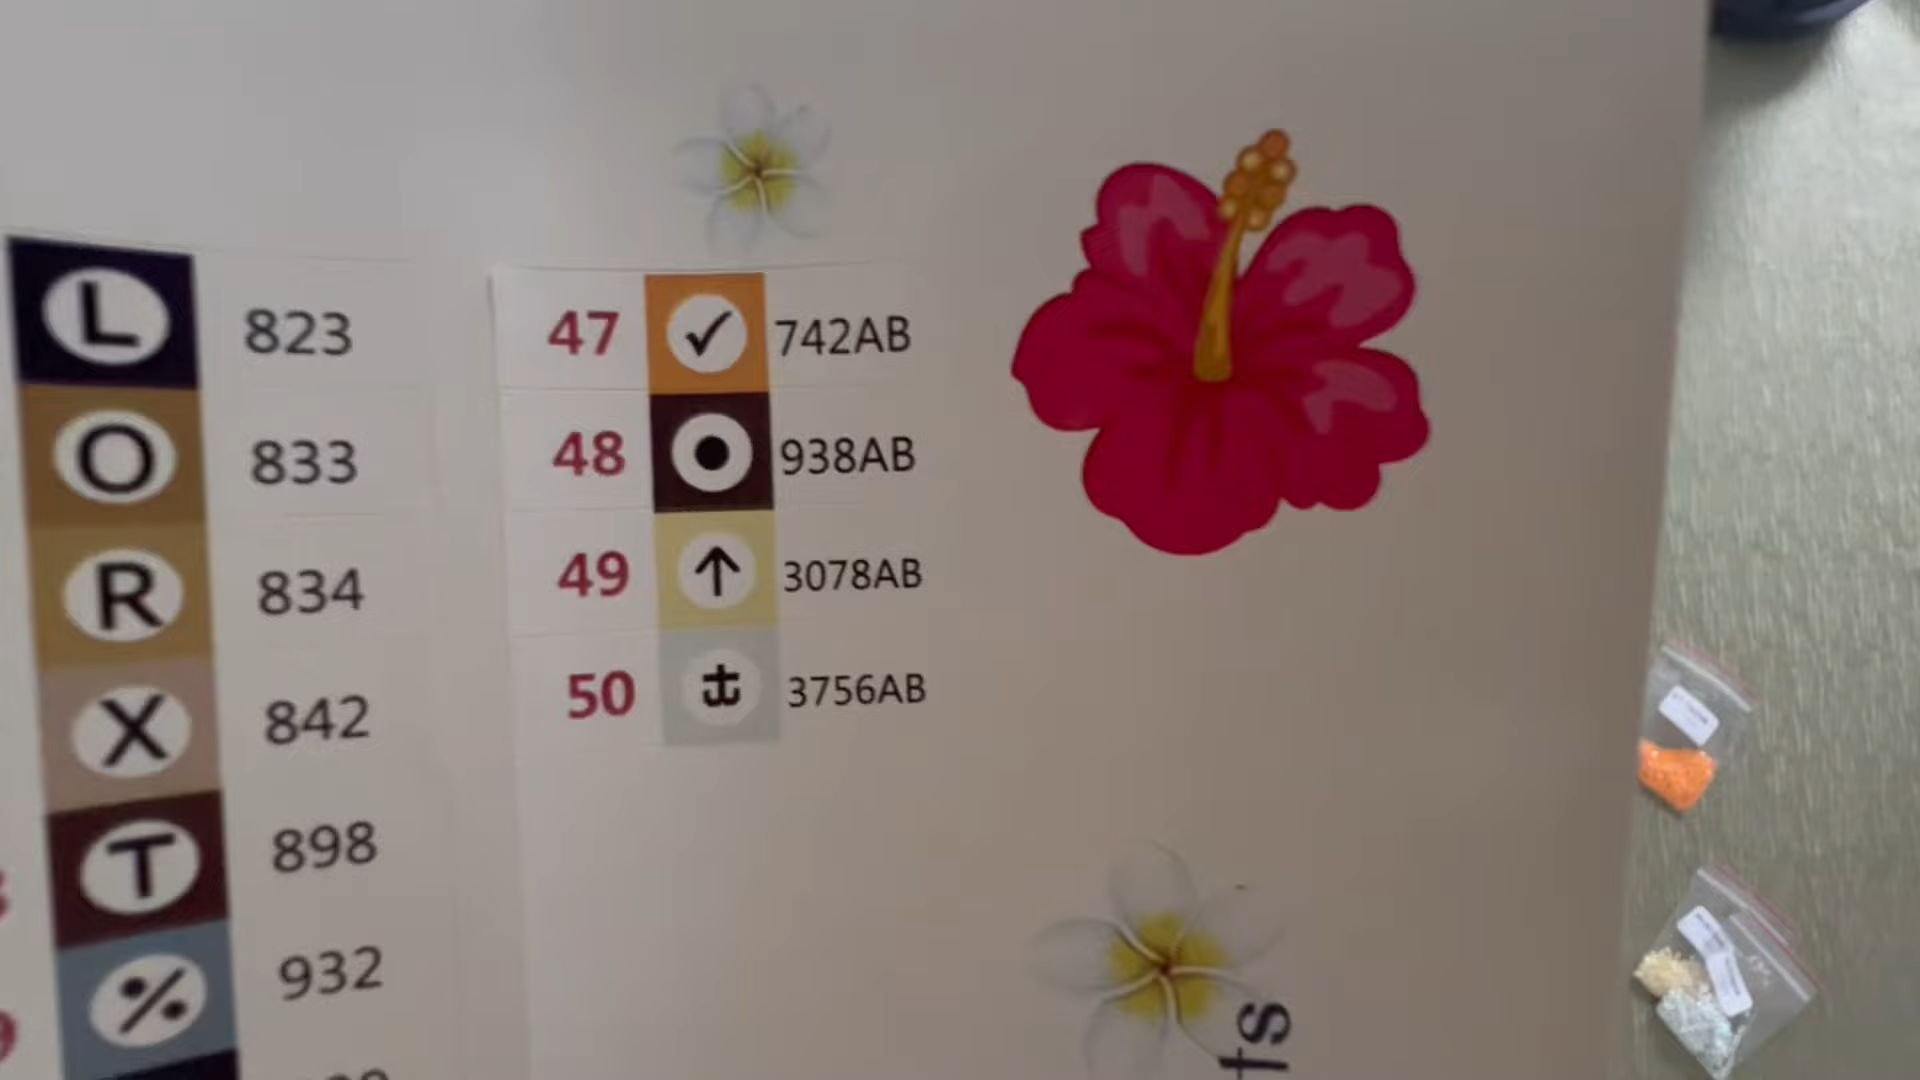 L 823
O 833
R 834
X 842
T 898
% 932
47 ✓ 742AB
48 938AB
49 ↑ 3078AB
50 3756AB